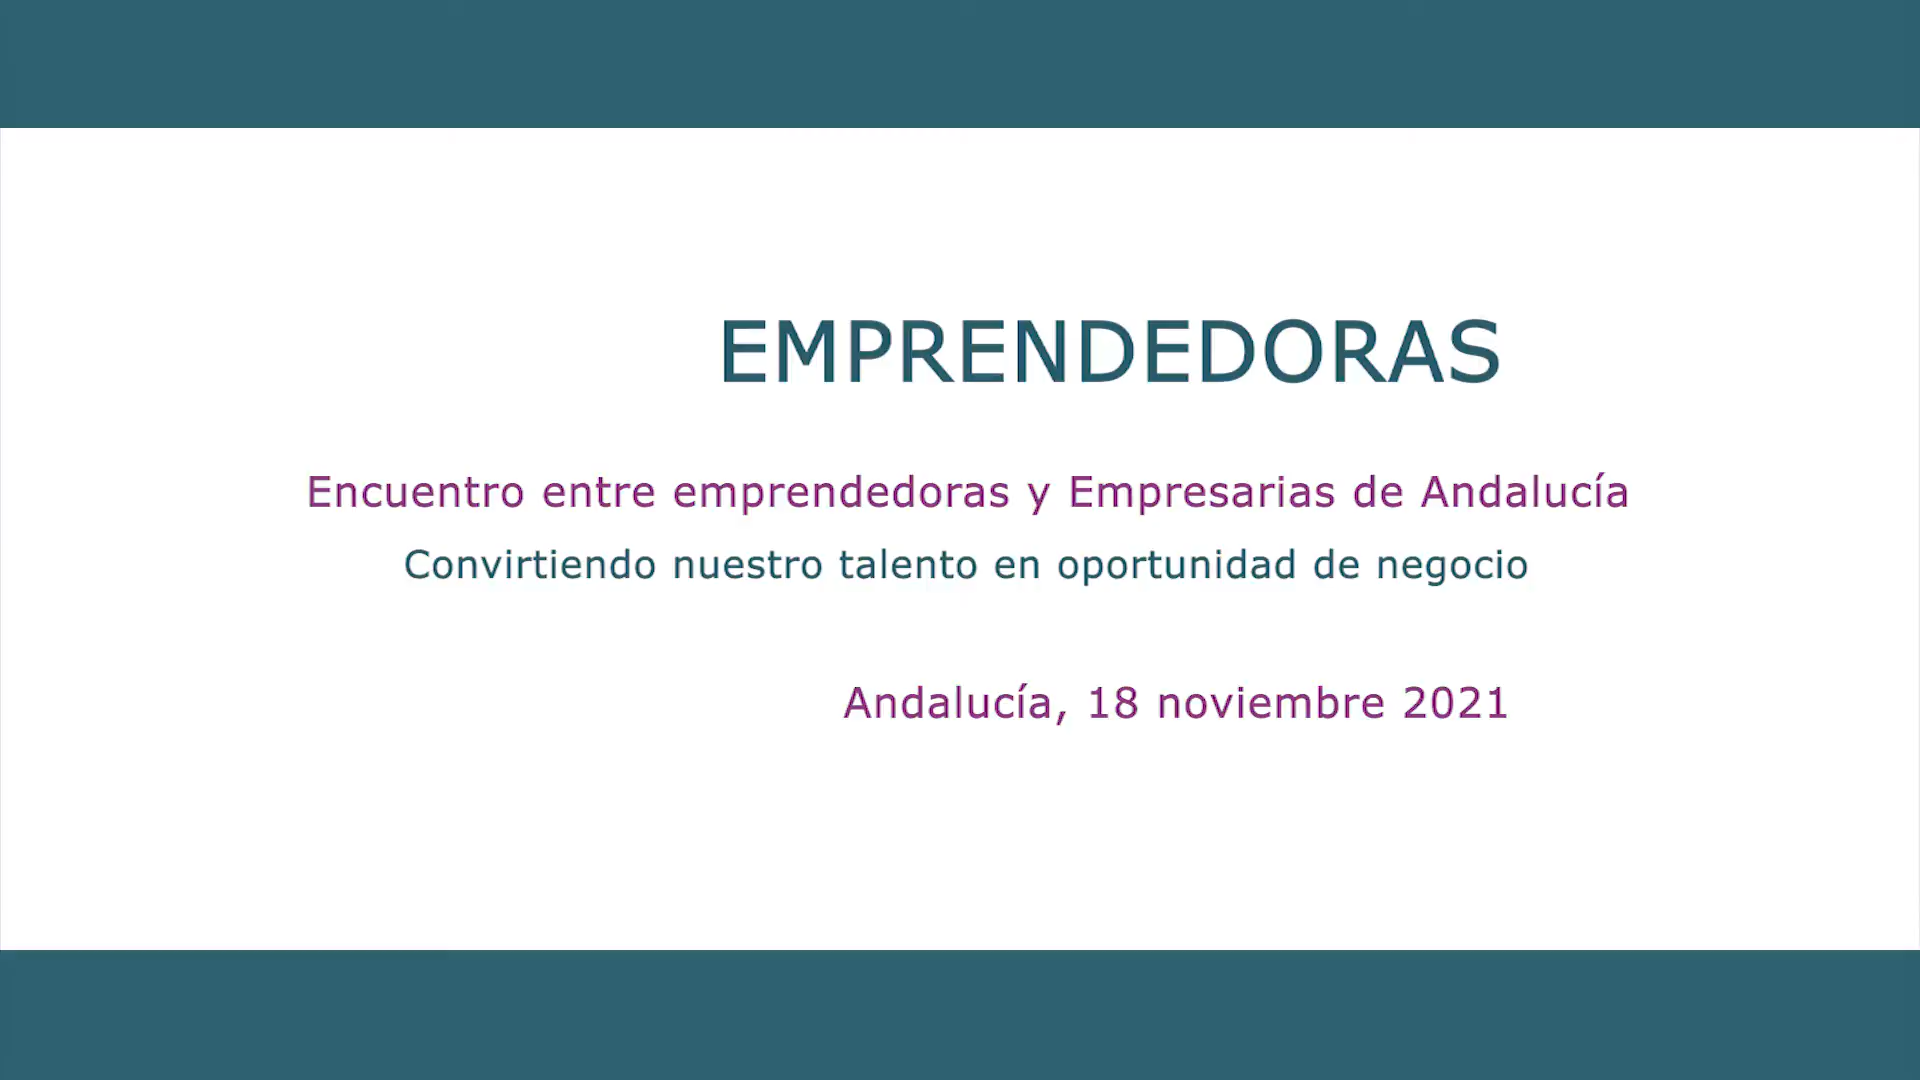 EMPRENDEDORAS
Encuentro entre emprendedoras y Empresarias de Andalucía
Convirtiendo nuestro talento en oportunidad de negocio
Andalucía, 18 noviembre 2021